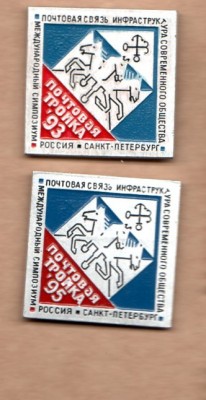 ПОЧТОВАЯ СВЯЗЬ ИНФРАСТРУКТУРА СОВРЕМЕННОГО ОБЩЕСТВА
МЕЖДУНАРОДНЫЙ СИМПОЗИУМ
ПОЧТОВАЯ
ТРОЙКА
93
РОССИЯ ▪ САНКТ-ПЕТЕРБУРГ
ПОЧТОВАЯ СВЯЗЬ ИНФРАСТРУКТУРА СОВРЕМЕННОГО ОБЩЕСТВА
МЕЖДУНАРОДНЫЙ СИМПОЗИУМ
ПОЧТОВАЯ
ТРОЙКА
95
РОССИЯ ▪ САНКТ-ПЕТЕРБУРГ